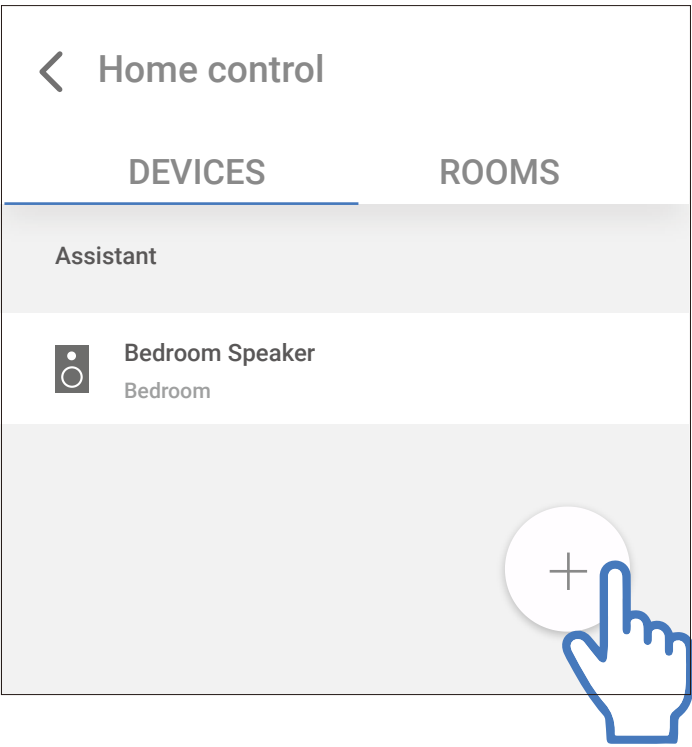 Home control
DEVICES ROOMS
Assistant
Bedroom Speaker
Bedroom